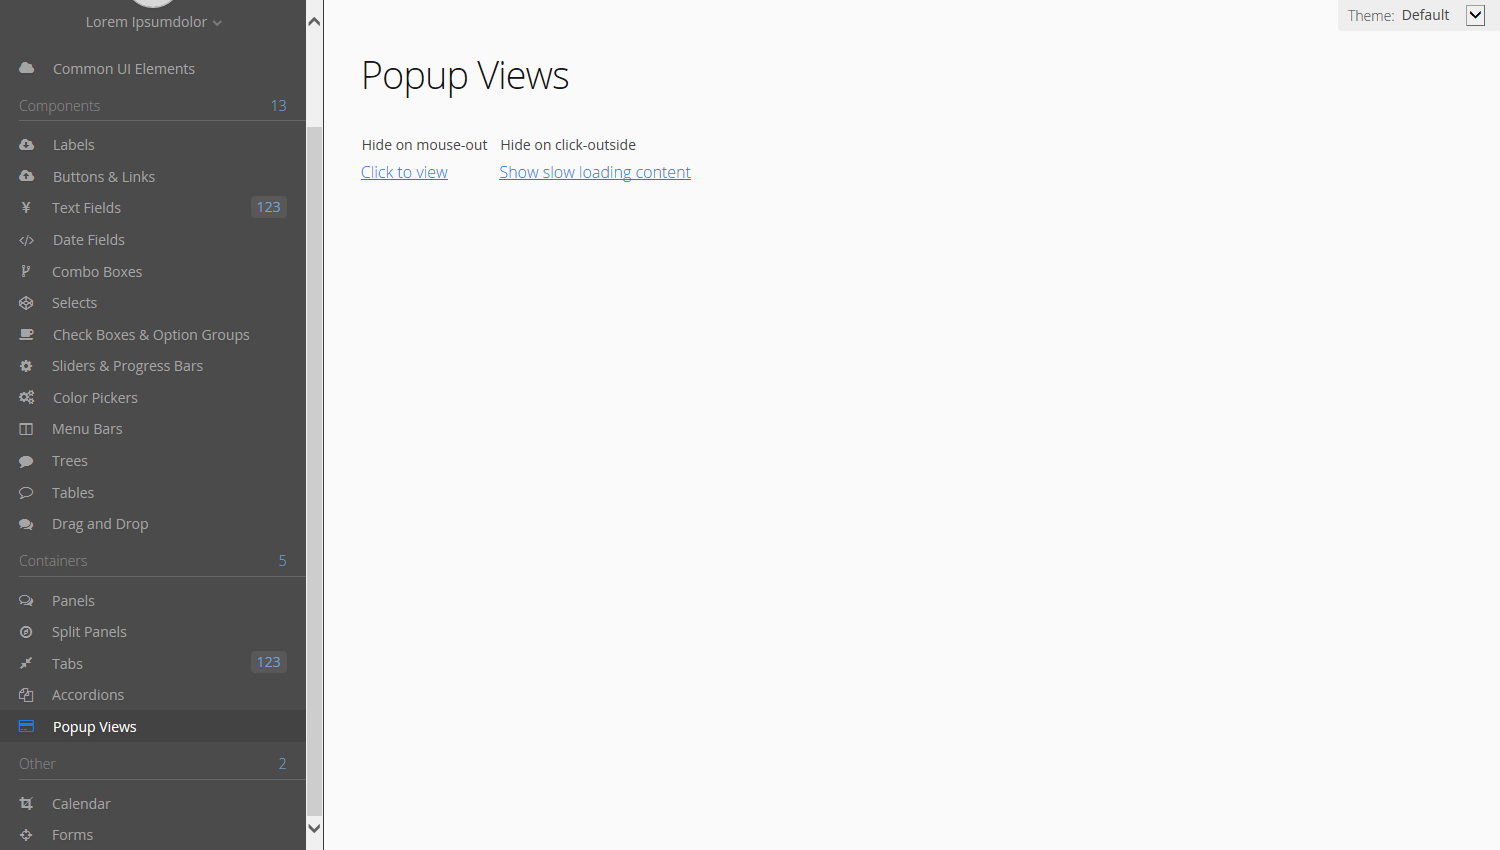 Lorem Ipsumdolor
Common UI Elements
Components 13
Labels
Buttons & Links
Text Fields 123
Date Fields
Combo Boxes
Selects
Check Boxes & Option Groups
Sliders & Progress Bars
Color Pickers
Menu Bars
Trees
Tables
Drag and Drop
Containers 5
Panels
Split Panels
Tabs 123
Accordions
Popup Views
Other 2
Calendar
Forms
Theme: Default
Popup Views
Hide on mouse-out Hide on click-outside
Click to view Show slow loading content